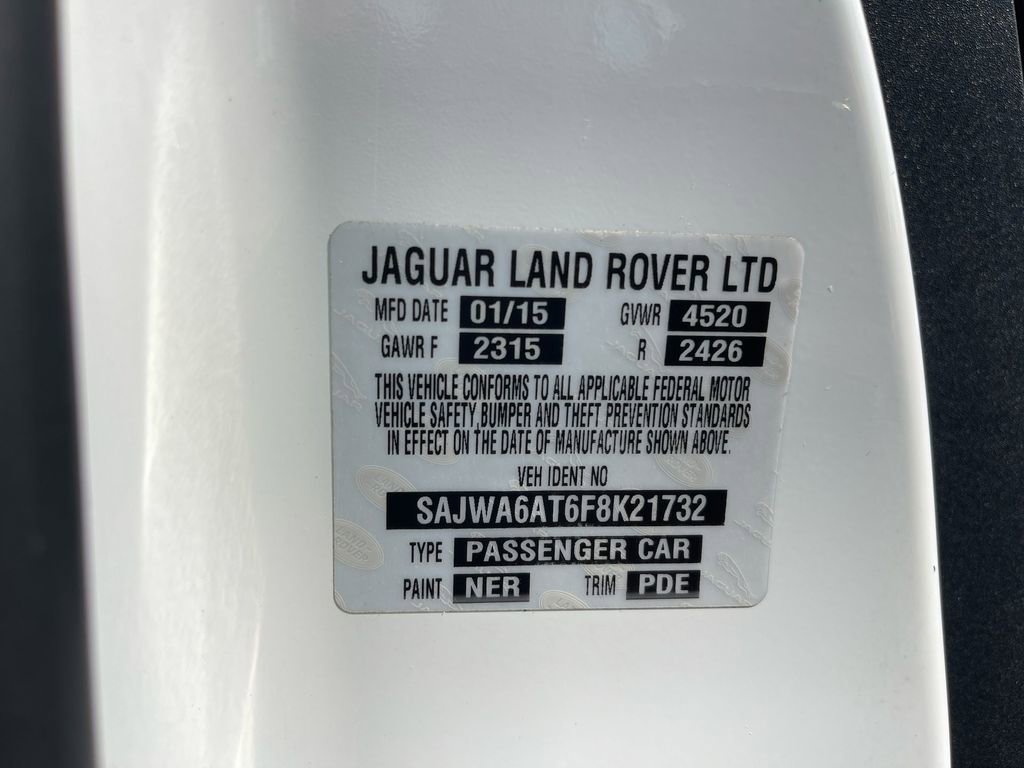 JAGUAR LAND ROVER LTD
MFD DATE 01/15 GVWR 4520
GAWR F 2315 R 2426
THIS VEHICLE CONFORMS TO ALL APPLICABLE FEDERAL MOTOR
VEHICLE SAFETY, BUMPER AND THEFT PREVENTION STANDARDS
IN EFFECT ON THE DATE OF MANUFACTURE SHOWN ABOVE.
VEH IDENT NO
SAJWA6AT6F8K21732
TYPE PASSENGER CAR
PAINT NER TRIM PDE